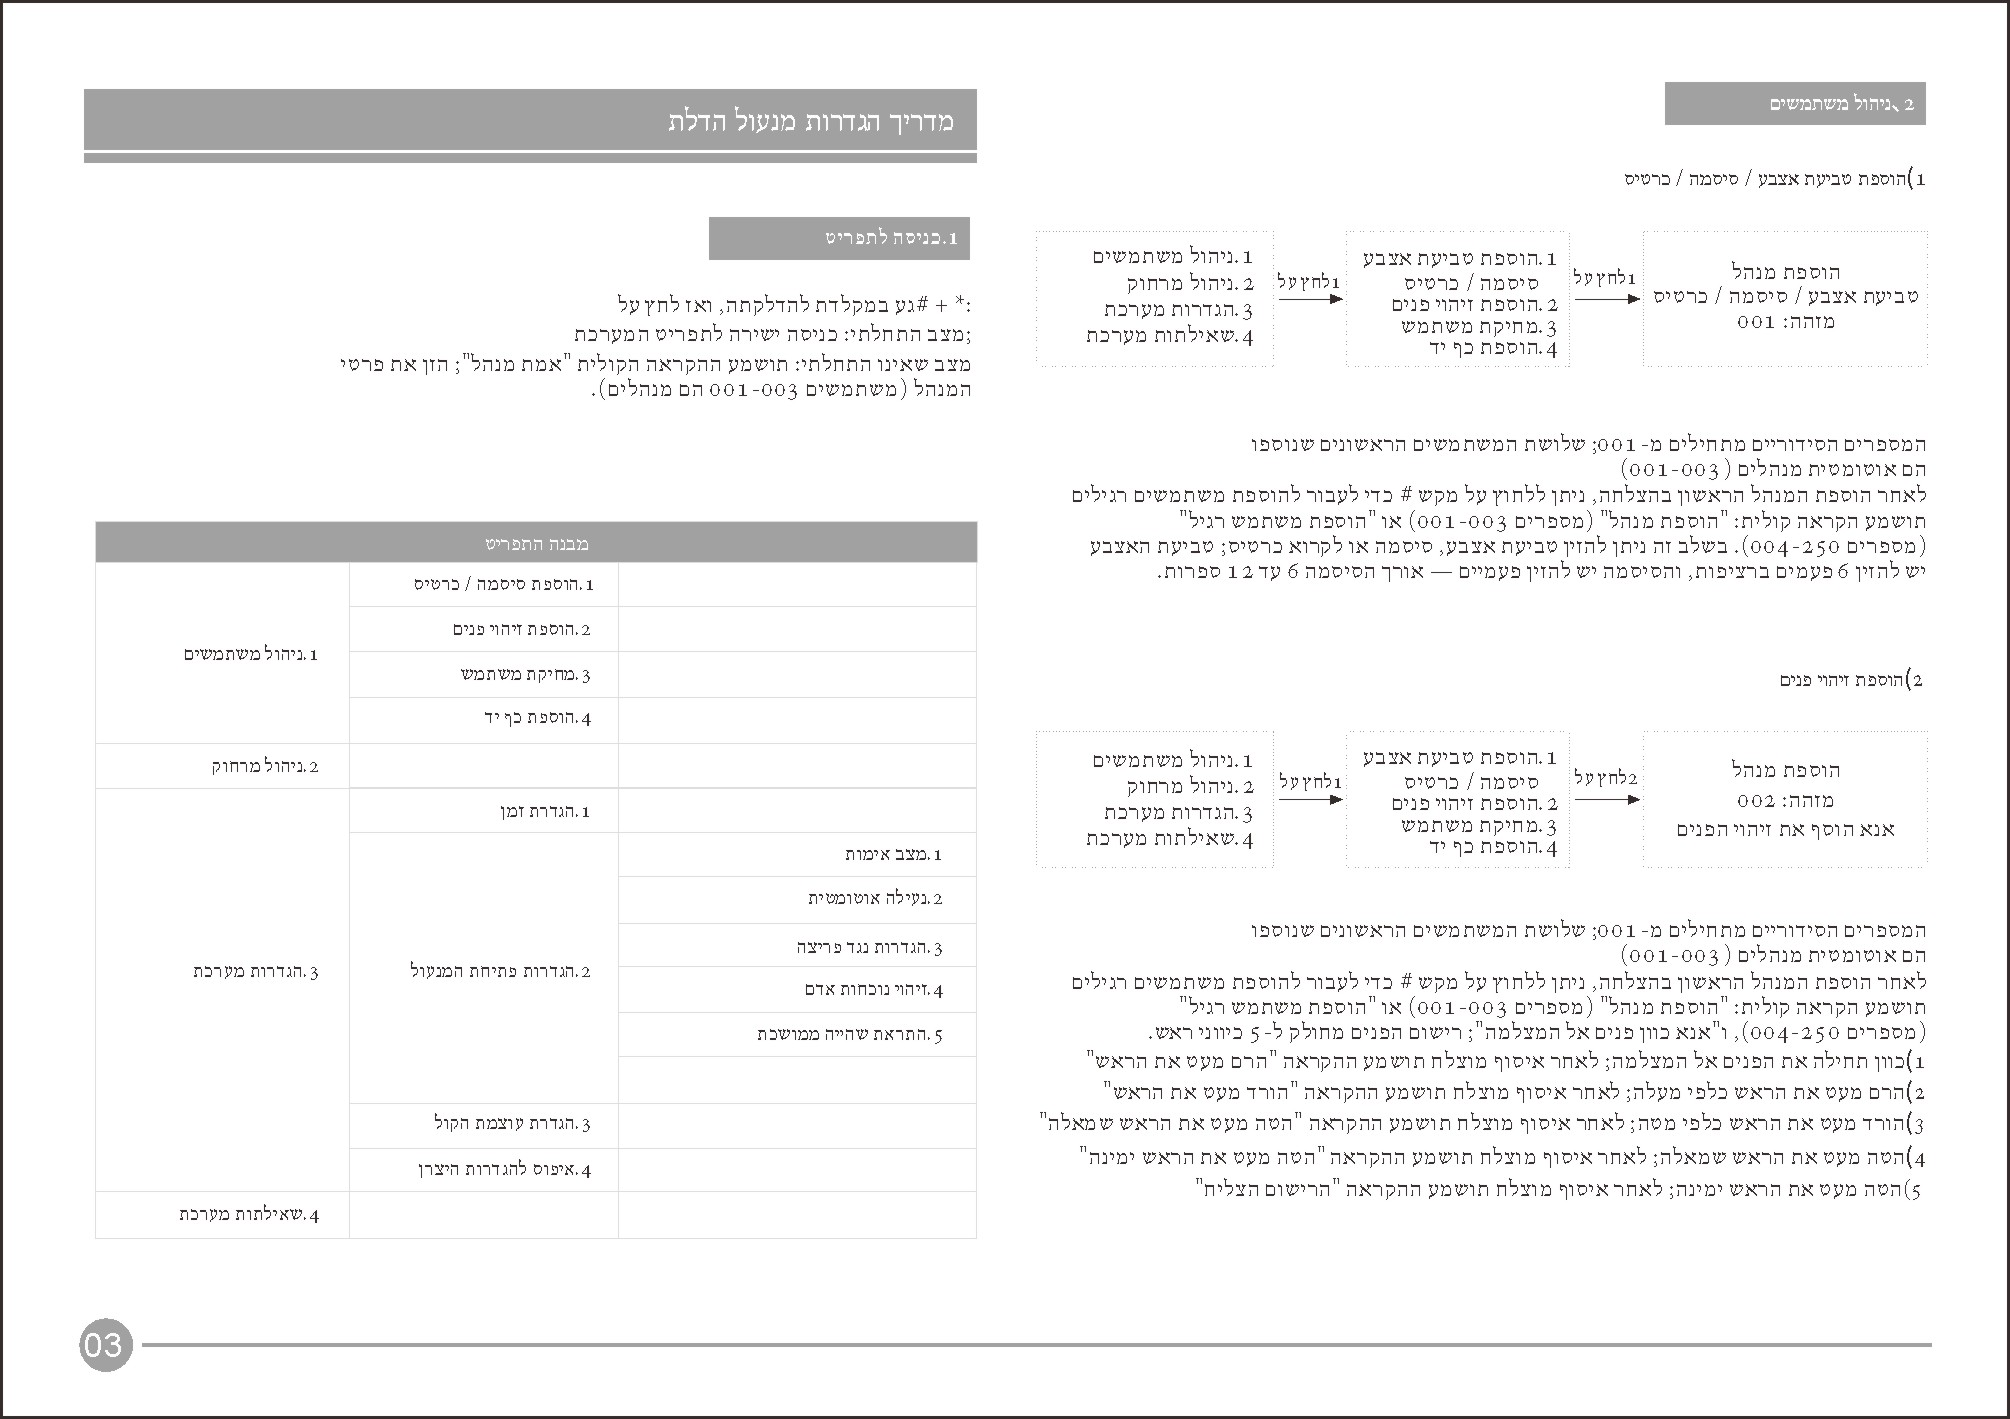 מדריך הגדרות מנעול הדלת
1.כניסה לתפריט
:* + #גע במקלדת להדלקתה, ואז לחץ על
;מצב התחלתי: כניסה ישירה לתפריט המערכת
מצב שאינו התחלתי: תושמע ההקראה הקולית "אמת מנהל"; הזן את פרטי
המנהל (משתמשים 001-003 הם מנהלים).
מבנה התפריט
1.ניהול משתמשים
1.הוספת סיסמה / כרטיס
2.הוספת זיהוי פנים
3.מחיקת משתמש
4.הוספת כף יד
2.ניהול מרחוק
3.הגדרות מערכת
1.הגדרת זמן
2.הגדרות פתיחת המנעול
1.מצב אימות
2.נעילה אוטומטית
3.הגדרות נגד פריצה
4.זיהוי נוכחות אדם
5.התראת שהייה ממושכת
3.הגדרת עוצמת הקול
4.איפוס להגדרות היצרן
4.שאילתות מערכת
03
2、ניהול משתמשים
1)הוספת טביעת אצבע / סיסמה / כרטיס
1.ניהול משתמשים
2.ניהול מרחוק
3.הגדרות מערכת
4.שאילתות מערכת
1לחץ על
1.הוספת טביעת אצבע
סיסמה / כרטיס
2.הוספת זיהוי פנים
3.מחיקת משתמש
4.הוספת כף יד
1לחץ על
הוספת מנהל
טביעת אצבע / סיסמה / כרטיס
מזהה: 001
המספרים הסידוריים מתחילים מ- 001; שלושת המשתמשים הראשונים שנוספו
הם אוטומטית מנהלים (001-003)
לאחר הוספת המנהל הראשון בהצלחה, ניתן ללחוץ על מקש # כדי לעבור להוספת משתמשים רגילים
תושמע הקראה קולית: "הוספת מנהל" (מספרים 001-003) או "הוספת משתמש רגיל"
(מספרים 004-250). בשלב זה ניתן להזין טביעת אצבע, סיסמה או לקרוא כרטיס; טביעת האצבע
יש להזין 6 פעמים ברציפות, והסיסמה יש להזין פעמיים — אורך הסיסמה 6 עד 12 ספרות.
2)הוספת זיהוי פנים
1.ניהול משתמשים
2.ניהול מרחוק
3.הגדרות מערכת
4.שאילתות מערכת
1לחץ על
1.הוספת טביעת אצבע
סיסמה / כרטיס
2.הוספת זיהוי פנים
3.מחיקת משתמש
4.הוספת כף יד
2לחץ על
הוספת מנהל
מזהה: 002
אנא הוסף את זיהוי הפנים
המספרים הסידוריים מתחילים מ- 001; שלושת המשתמשים הראשונים שנוספו
הם אוטומטית מנהלים (001-003)
לאחר הוספת המנהל הראשון בהצלחה, ניתן ללחוץ על מקש # כדי לעבור להוספת משתמשים רגילים
תושמע הקראה קולית: "הוספת מנהל" (מספרים 001-003) או "הוספת משתמש רגיל"
(מספרים 004-250), ו"אנא כוון פנים אל המצלמה"; רישום הפנים מחולק ל- 5 כיווני ראש.
1)כוון תחילה את הפנים אל המצלמה; לאחר איסוף מוצלח תושמע ההקראה "הרם מעט את הראש"
2)הרם מעט את הראש כלפי מעלה; לאחר איסוף מוצלח תושמע ההקראה "הורד מעט את הראש"
3)הורד מעט את הראש כלפי מטה; לאחר איסוף מוצלח תושמע ההקראה "הטה מעט את הראש שמאלה"
4)הטה מעט את הראש שמאלה; לאחר איסוף מוצלח תושמע ההקראה "הטה מעט את הראש ימינה"
5)הטה מעט את הראש ימינה; לאחר איסוף מוצלח תושמע ההקראה "הרישום הצליח"